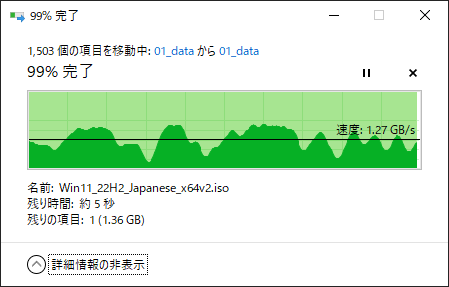 99% 完了
1,503 個の項目を移動中: 01_data から 01_data
99% 完了
速度: 1.27 GB/s
名前: Win11_22H2_Japanese_x64v2.iso
残り時間: 約 5 秒
残りの項目: 1 (1.36 GB)
詳細情報の非表示